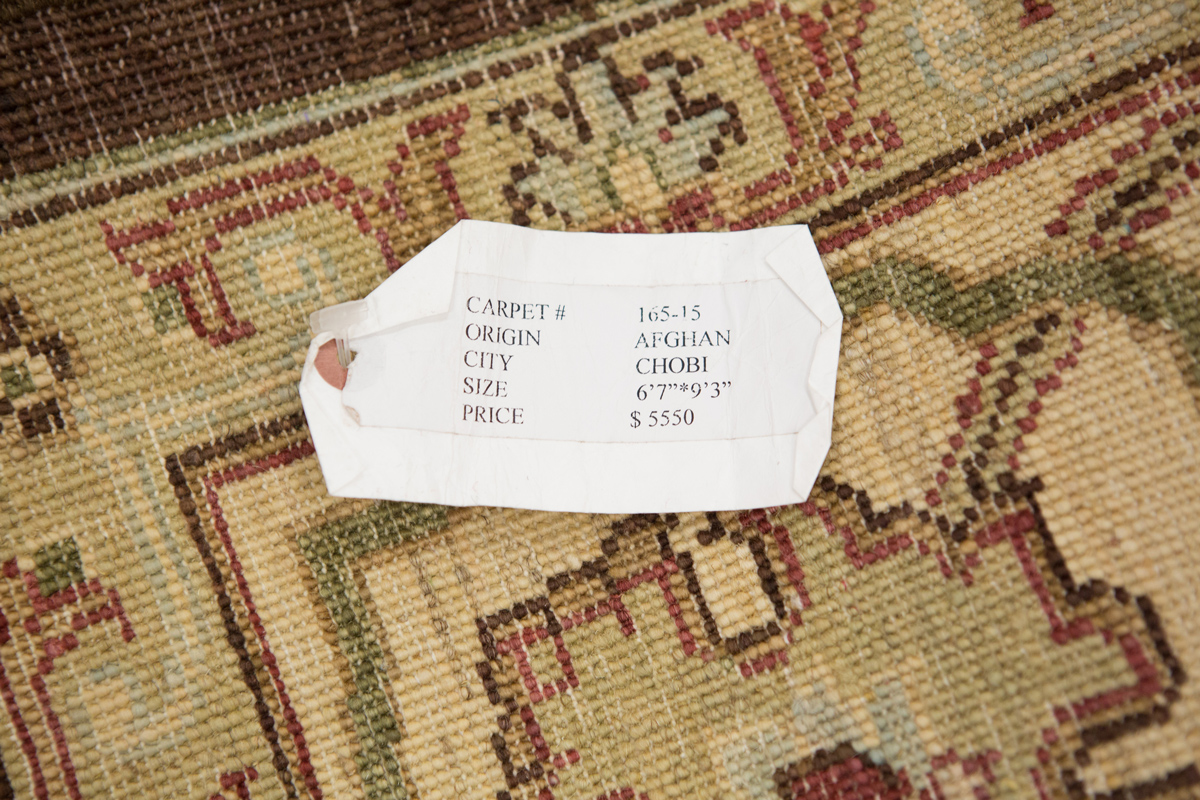 CARPET # 165-15
ORIGIN AFGHAN
CITY CHOBI
SIZE 6’7”*9’3”
PRICE $ 5550